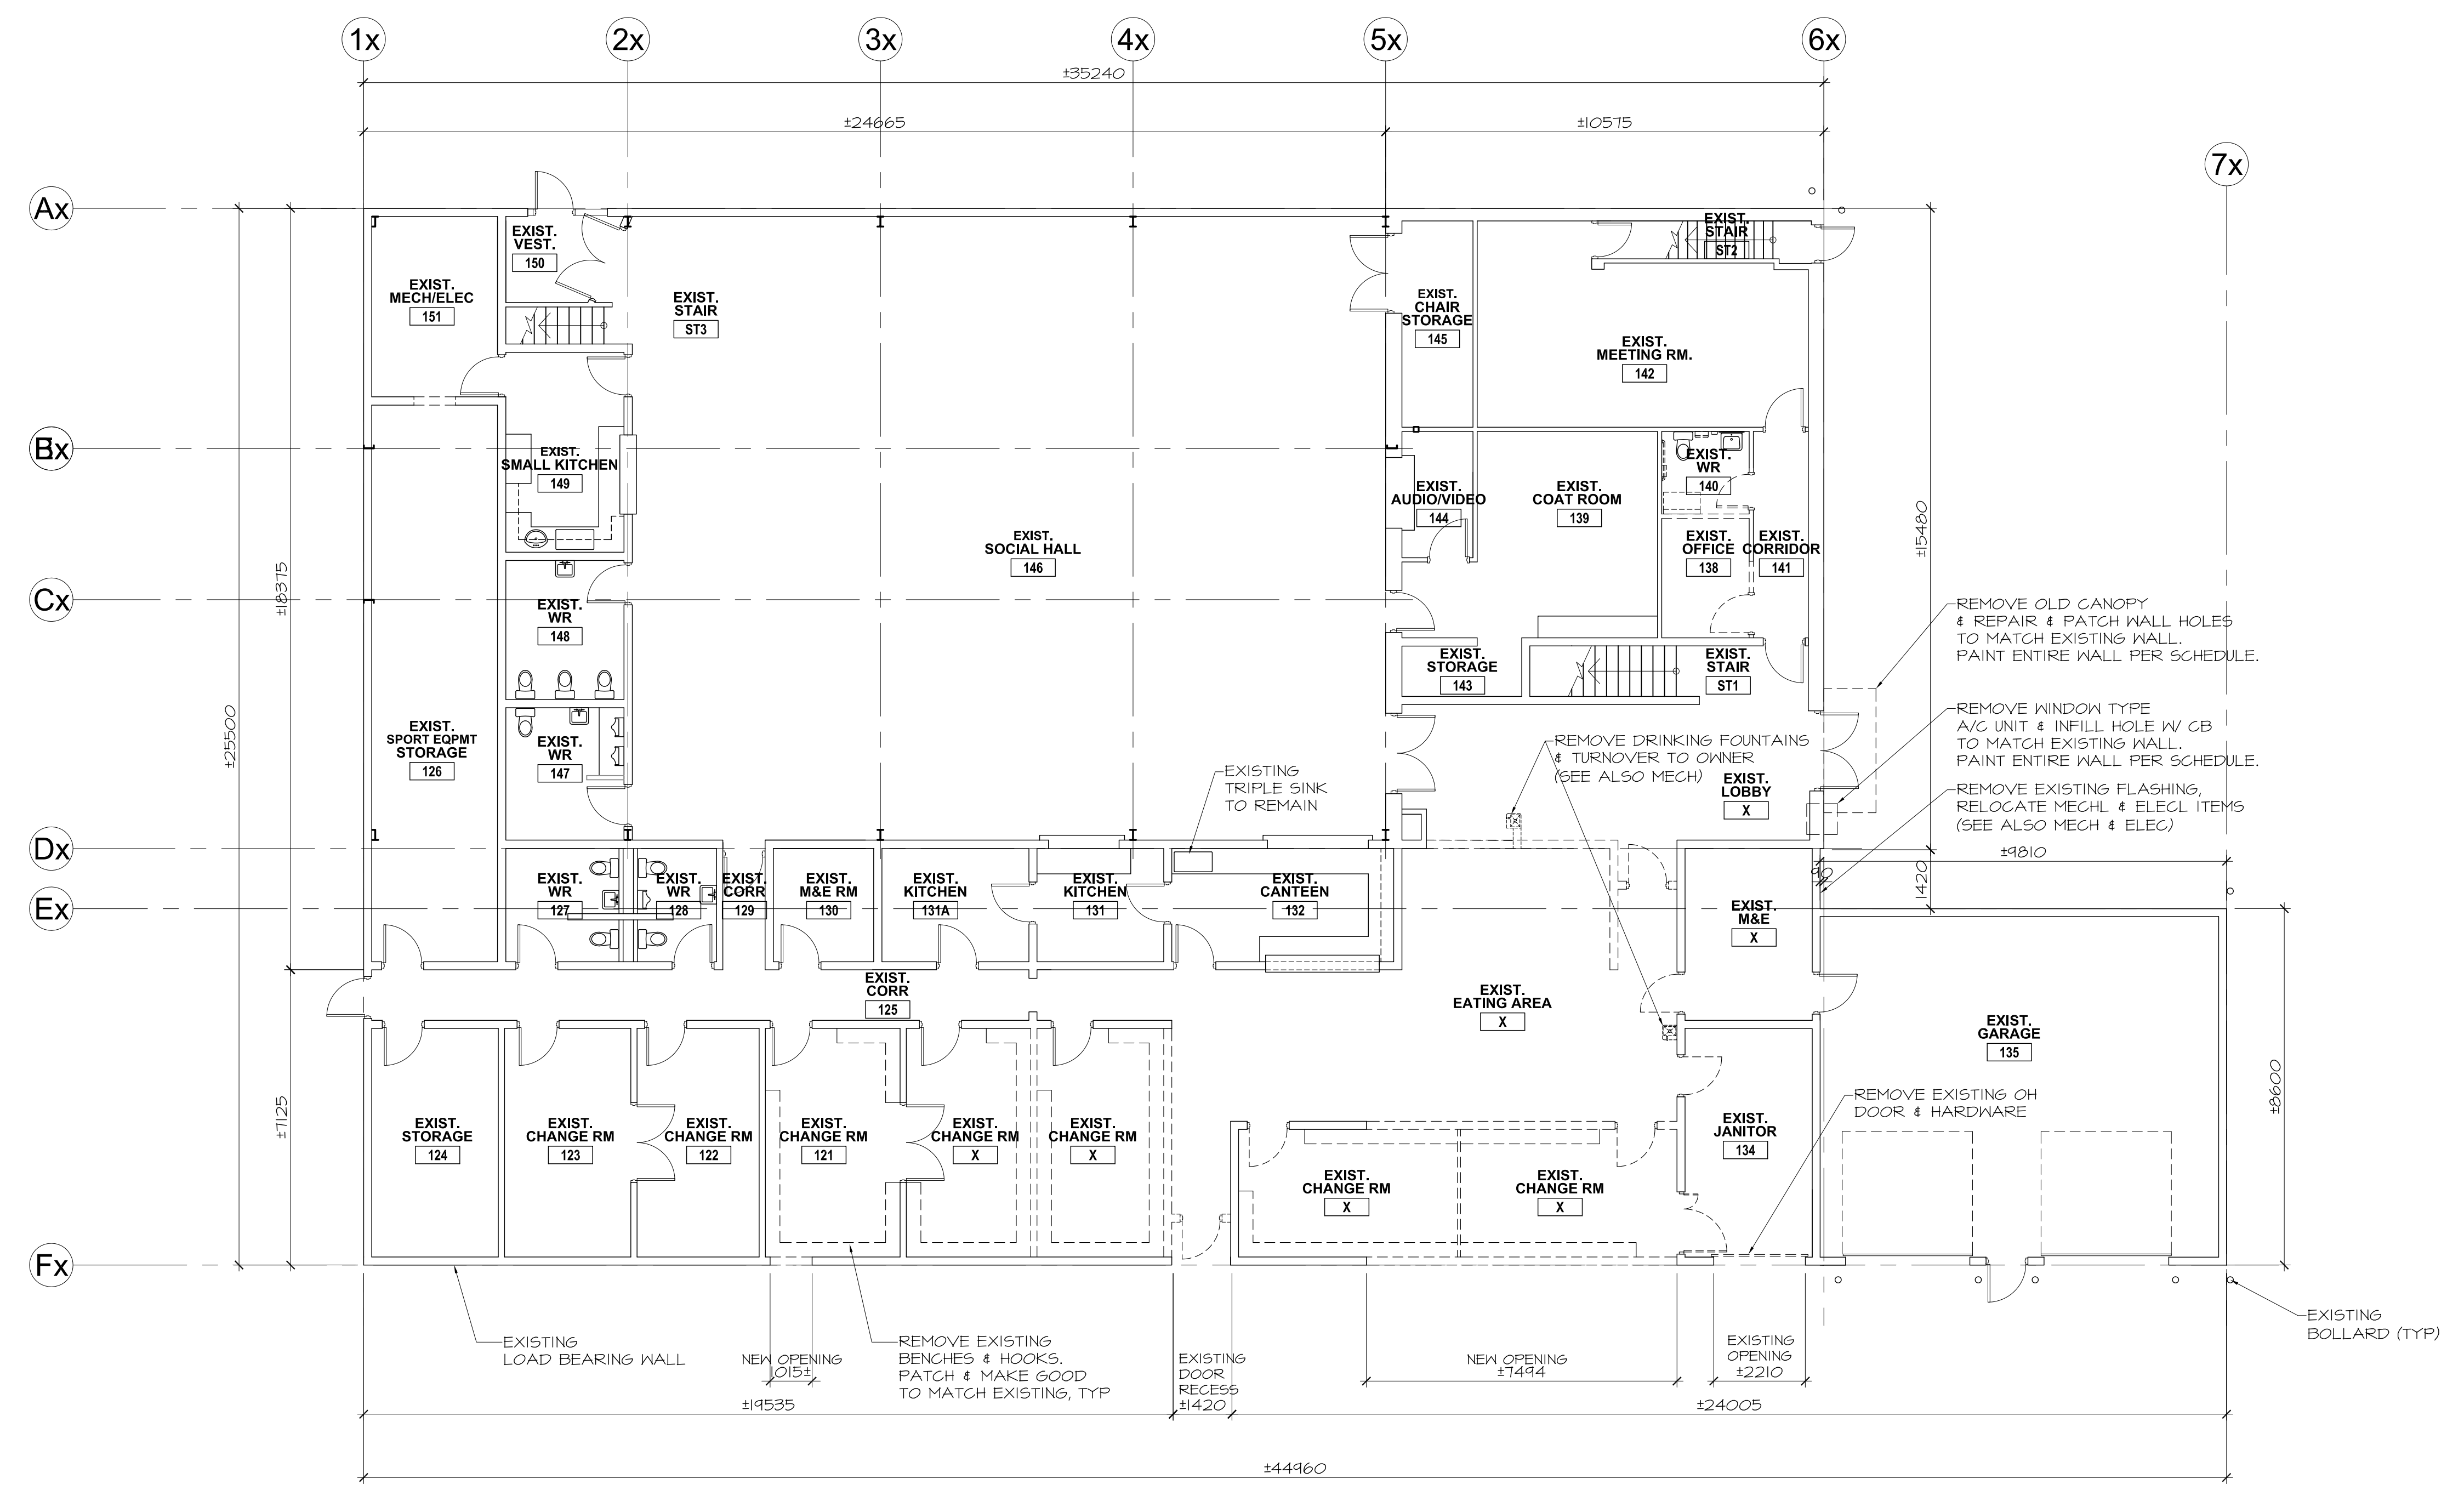 1x
2x
3x
4x
5x
6x
7x
±35240
±24665
±10575
Ax
Bx
Cx
Dx
Ex
Fx
±25500
±18375
±7125
EXIST.
VEST.
150
EXIST.
MECH/ELEC
151
EXIST.
STAIR
ST3
EXIST.
CHAIR
STORAGE
145
EXIST.
STAIR
ST2
EXIST.
MEETING RM.
142
EXIST.
SMALL KITCHEN
149
EXIST.
AUDIO/VIDEO
144
EXIST.
COAT ROOM
139
EXIST.
WR
140
EXIST.
SOCIAL HALL
146
EXIST.
OFFICE
138
EXIST.
CORRIDOR
141
±15480
EXIST.
WR
148
EXIST.
STORAGE
143
EXIST.
STAIR
ST1
REMOVE OLD CANOPY
& REPAIR & PATCH WALL HOLES
TO MATCH EXISTING WALL.
PAINT ENTIRE WALL PER SCHEDULE.
EXIST.
SPORT EQPMT
STORAGE
126
EXIST.
WR
147
EXISTING
TRIPLE SINK
TO REMAIN
REMOVE DRINKING FOUNTAINS
& TURNOVER TO OWNER
(SEE ALSO MECH)
EXIST.
LOBBY
X
REMOVE WINDOW TYPE
A/C UNIT & INFILL HOLE W/ CB
TO MATCH EXISTING WALL.
PAINT ENTIRE WALL PER SCHEDULE.
REMOVE EXISTING FLASHING,
RELOCATE MECHL & ELECL ITEMS
(SEE ALSO MECH & ELEC)
±9810
1420
EXIST.
WR
127
EXIST.
WR
128
EXIST.
CORR
129
EXIST.
M&E RM
130
EXIST.
KITCHEN
131A
EXIST.
KITCHEN
131
EXIST.
CANTEEN
132
EXIST.
M&E
X
EXIST.
CORR
125
EXIST.
EATING AREA
X
EXIST.
GARAGE
135
±8600
REMOVE EXISTING OH
DOOR & HARDWARE
EXIST.
STORAGE
124
EXIST.
CHANGE RM
123
EXIST.
CHANGE RM
122
EXIST.
CHANGE RM
121
EXIST.
CHANGE RM
X
EXIST.
CHANGE RM
X
EXIST.
CHANGE RM
X
EXIST.
CHANGE RM
X
EXIST.
JANITOR
134
EXISTING
LOAD BEARING WALL
NEW OPENING
1015±
REMOVE EXISTING
BENCHES & HOOKS.
PATCH & MAKE GOOD
TO MATCH EXISTING, TYP
EXISTING
DOOR
RECESS
±1420
NEW OPENING
±7494
EXISTING
OPENING
±2210
EXISTING
BOLLARD (TYP)
±19535
±24005
±44960